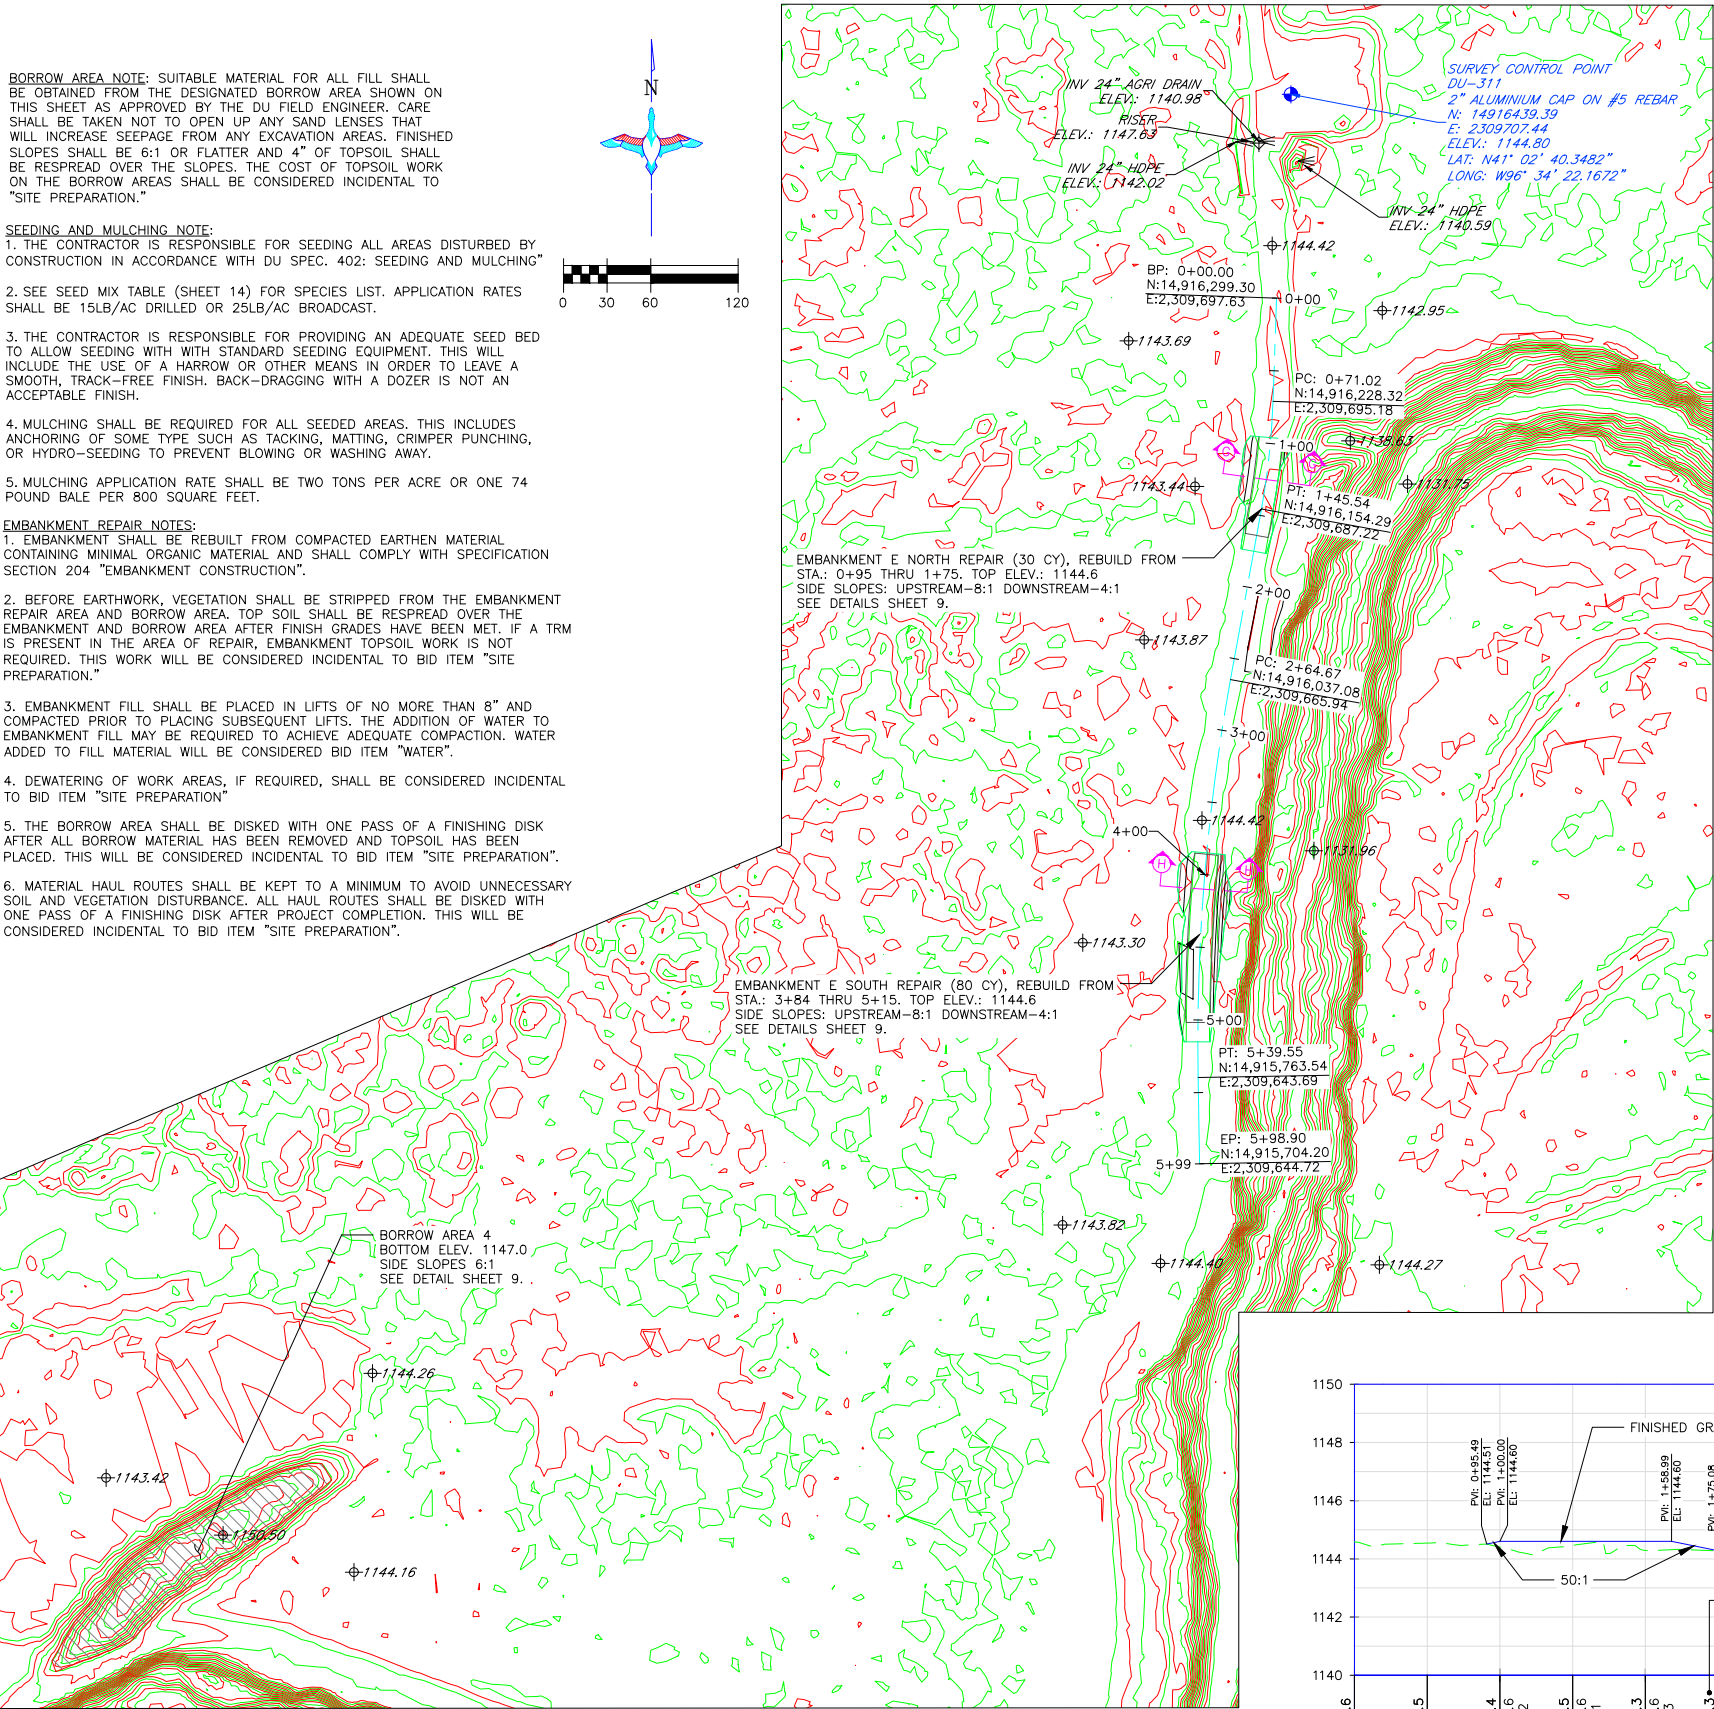 BORROW AREA NOTE: SUITABLE MATERIAL FOR ALL FILL SHALL
BE OBTAINED FROM THE DESIGNATED BORROW AREA SHOWN ON
THIS SHEET AS APPROVED BY THE DU FIELD ENGINEER. CARE
SHALL BE TAKEN NOT TO OPEN UP ANY SAND LENSES THAT
WILL INCREASE SEEPAGE FROM ANY EXCAVATION AREAS. FINISHED
SLOPES SHALL BE 6:1 OR FLATTER AND 4" OF TOPSOIL SHALL
BE RESPREAD OVER THE SLOPES. THE COST OF TOPSOIL WORK
ON THE BORROW AREAS SHALL BE CONSIDERED INCIDENTAL TO
"SITE PREPARATION."
SEEDING AND MULCHING NOTE:
1. THE CONTRACTOR IS RESPONSIBLE FOR SEEDING ALL AREAS DISTURBED BY
CONSTRUCTION IN ACCORDANCE WITH DU SPEC. 402: SEEDING AND MULCHING"
2. SEE SEED MIX TABLE (SHEET 14) FOR SPECIES LIST. APPLICATION RATES
SHALL BE 15LB/AC DRILLED OR 25LB/AC BROADCAST.
3. THE CONTRACTOR IS RESPONSIBLE FOR PROVIDING AN ADEQUATE SEED BED
TO ALLOW SEEDING WITH WITH STANDARD SEEDING EQUIPMENT. THIS WILL
INCLUDE THE USE OF A HARROW OR OTHER MEANS IN ORDER TO LEAVE A
SMOOTH, TRACK-FREE FINISH. BACK-DRAGGING WITH A DOZER IS NOT AN
ACCEPTABLE FINISH.
4. MULCHING SHALL BE REQUIRED FOR ALL SEEDED AREAS. THIS INCLUDES
ANCHORING OF SOME TYPE SUCH AS TACKING, MATTING, CRIMPER PUNCHING,
OR HYDRO-SEEDING TO PREVENT BLOWING OR WASHING AWAY.
5. MULCHING APPLICATION RATE SHALL BE TWO TONS PER ACRE OR ONE 74
POUND BALE PER 800 SQUARE FEET.
EMBANKMENT REPAIR NOTES:
1. EMBANKMENT SHALL BE REBUILT FROM COMPACTED EARTHEN MATERIAL
CONTAINING MINIMAL ORGANIC MATERIAL AND SHALL COMPLY WITH SPECIFICATION
SECTION 204 "EMBANKMENT CONSTRUCTION".
2. BEFORE EARTHWORK, VEGETATION SHALL BE STRIPPED FROM THE EMBANKMENT
REPAIR AREA AND BORROW AREA. TOP SOIL SHALL BE RESPREAD OVER THE
EMBANKMENT AND BORROW AREA AFTER FINISH GRADES HAVE BEEN MET. IF A TRM
IS PRESENT IN THE AREA OF REPAIR, EMBANKMENT TOPSOIL WORK IS NOT
REQUIRED. THIS WORK WILL BE CONSIDERED INCIDENTAL TO BID ITEM "SITE
PREPARATION."
3. EMBANKMENT FILL SHALL BE PLACED IN LIFTS OF NO MORE THAN 8" AND
COMPACTED PRIOR TO PLACING SUBSEQUENT LIFTS. THE ADDITION OF WATER TO
EMBANKMENT FILL MAY BE REQUIRED TO ACHIEVE ADEQUATE COMPACTION. WATER
ADDED TO FILL MATERIAL WILL BE CONSIDERED BID ITEM "WATER".
4. DEWATERING OF WORK AREAS, IF REQUIRED, SHALL BE CONSIDERED INCIDENTAL
TO BID ITEM "SITE PREPARATION"
5. THE BORROW AREA SHALL BE DISKED WITH ONE PASS OF A FINISHING DISK
AFTER ALL BORROW MATERIAL HAS BEEN REMOVED AND TOPSOIL HAS BEEN
PLACED. THIS WILL BE CONSIDERED INCIDENTAL TO BID ITEM "SITE PREPARATION".
6. MATERIAL HAUL ROUTES SHALL BE KEPT TO A MINIMUM TO AVOID UNNECESSARY
SOIL AND VEGETATION DISTURBANCE. ALL HAUL ROUTES SHALL BE DISKED WITH
ONE PASS OF A FINISHING DISK AFTER PROJECT COMPLETION. THIS WILL BE
CONSIDERED INCIDENTAL TO BID ITEM "SITE PREPARATION".
N
0 30 60 120
INV 24" AGRI DRAIN
ELEV.: 1140.98
RISER
ELEV.: 1147.63
INV 24" HDPE
ELEV.: 1142.02
SURVEY CONTROL POINT
DU-311
2" ALUMINIUM CAP ON #5 REBAR
N: 14916439.39
E: 2309707.44
ELEV.: 1144.80
LAT: N41° 02' 40.3482"
LONG: W96° 34' 22.1672"
INV 24" HDPE
ELEV.: 1140.59
1144.42
BP: 0+00.00
N:14,916,299.30
E:2,309,697.63
0+00
1142.95
1143.69
PC: 0+71.02
N:14,916,228.32
E:2,309,695.18
1138.63
1+00
G
G
1143.44
1131.75
PT: 1+45.54
N:14,916,154.29
E:2,309,687.22
EMBANKMENT E NORTH REPAIR (30 CY), REBUILD FROM
STA.: 0+95 THRU 1+75. TOP ELEV.: 1144.6
SIDE SLOPES: UPSTREAM-8:1 DOWNSTREAM-4:1
SEE DETAILS SHEET 9.
2+00
1143.87
PC: 2+64.67
N:14,916,037.08
E:2,309,665.94
3+00
1144.42
4+00
1131.96
H
H
1143.30
EMBANKMENT E SOUTH REPAIR (80 CY), REBUILD FROM
STA.: 3+84 THRU 5+15. TOP ELEV.: 1144.6
SIDE SLOPES: UPSTREAM-8:1 DOWNSTREAM-4:1
SEE DETAILS SHEET 9.
5+00
PT: 5+39.55
N:14,915,763.54
E:2,309,643.69
EP: 5+98.90
N:14,915,704.20
E:2,309,644.72
5+99
1143.82
1144.40
1144.27
BORROW AREA 4
BOTTOM ELEV. 1147.0
SIDE SLOPES 6:1
SEE DETAIL SHEET 9.
1144.26
1143.42
1150.50
1144.16
1150
1148
1146
1144
1142
1140
FINISHED GR
PVI: 0+95.49
EL: 1144.51
PVI: 1+00.00
EL: 1144.60
PVI: 1+58.99
EL: 1144.60
PVI: 1+75.08
50:1